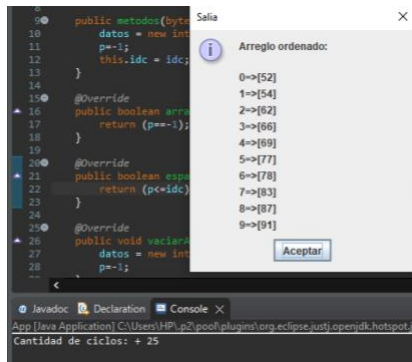 8
9 public metodos(byte
10 datos = new int
11 p=-1;
12 this.idc = idc;
13 }
14
15 @Override
16 public boolean arra
17 return (p==-1);
18 }
19
20 @Override
21 public boolean espa
22 return (p<=idc)
23 }
24
25 @Override
26 public void vaciarA
27 datos = new int
28 p=-1;
Salia
Arreglo ordenado:
0=>[52]
1=>[54]
2=>[62]
3=>[66]
4=>[69]
5=>[77]
6=>[78]
7=>[83]
8=>[87]
9=>[91]
Aceptar
@ Javadoc Declaration Console
App [Java Application] C:\Users\HP\.p2\pool\plugins\org.eclipse.justj.openjdk.hotspot.
Cantidad de ciclos: + 25